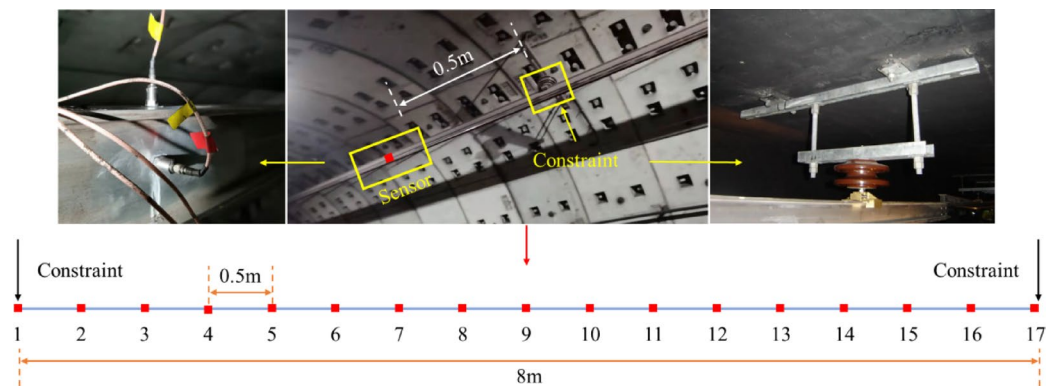 0.5m
Sensor
Constraint
Constraint
0.5m
Constraint
1 2 3 4 5 6 7 8 9 10 11 12 13 14 15 16 17
8m